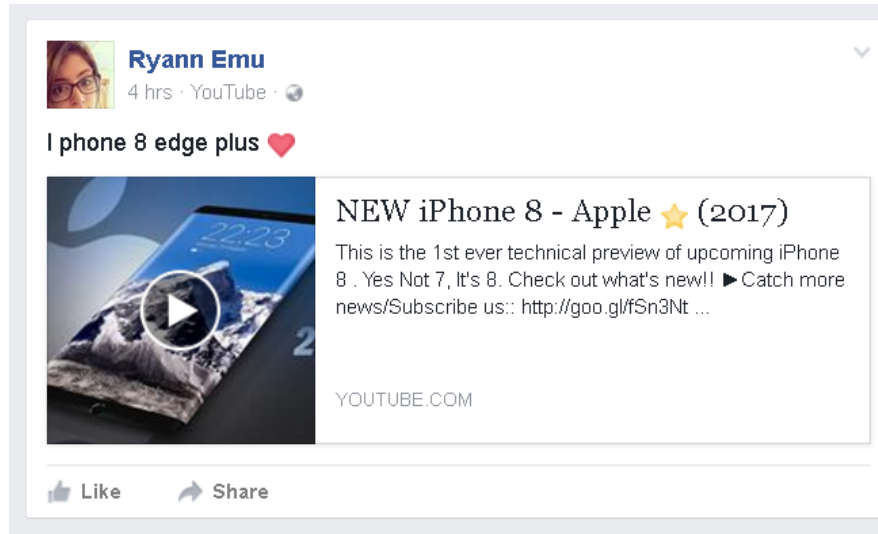 Ryann Emu
4 hrs · YouTube ·
I phone 8 edge plus ❤
22:23
2
NEW iPhone 8 - Apple ⭐ (2017)
This is the 1st ever technical preview of upcoming iPhone
8 . Yes Not 7, It's 8. Check out what's new!! ►Catch more
news/Subscribe us:: http://goo.gl/fSn3Nt ...
YOUTUBE.COM
Like Share